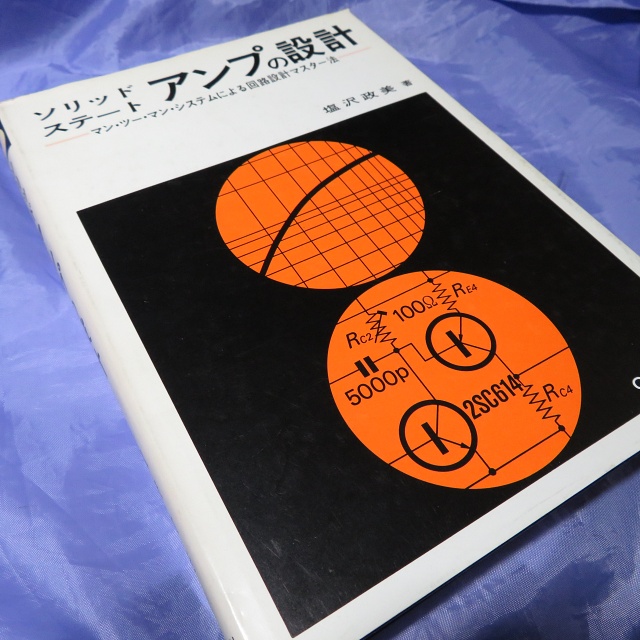 ソリッド
ステート
アンプの設計
マン・ツー・マン・システムによる回路設計マスター法
塩沢政美 著
RC2
100Ω
RE4
5000p
2SC614
RC4